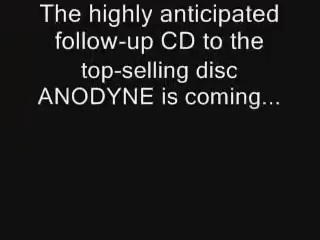 The highly anticipated
follow-up CD to the
top-selling disc
ANODYNE is coming...